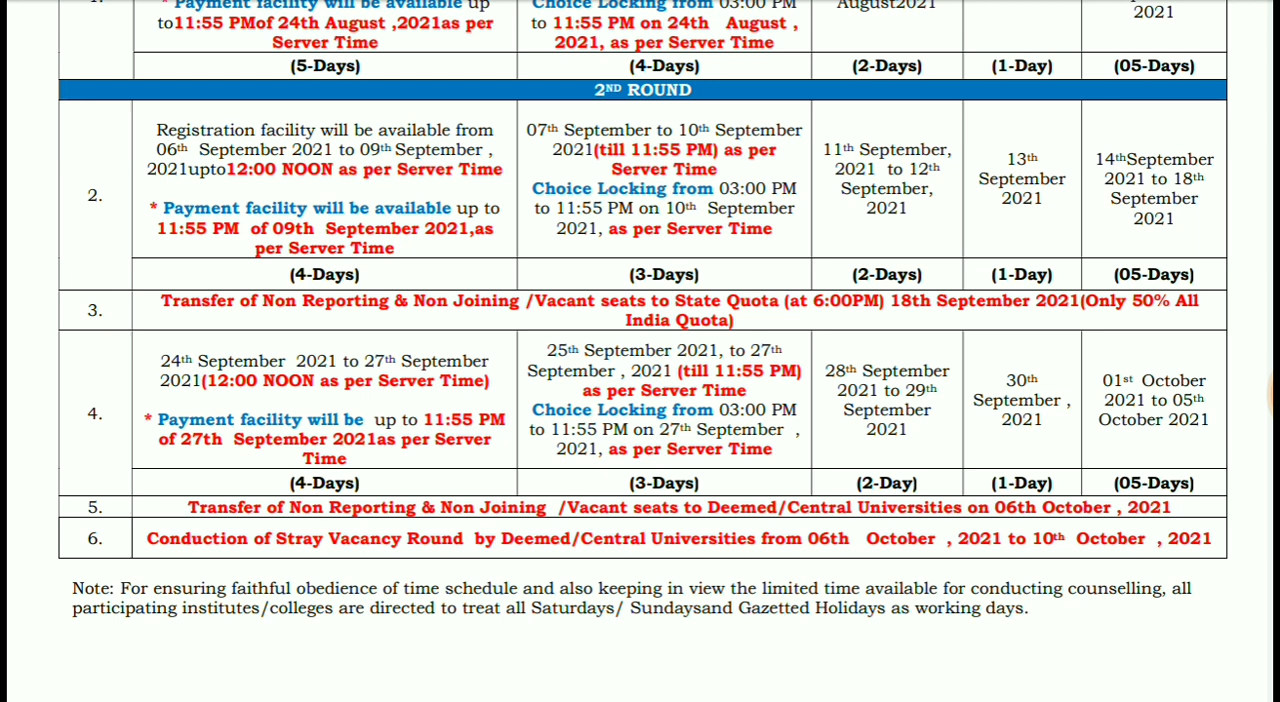 * Payment facility will be available up
to11:55 PMof 24th August ,2021as per
Server Time
Choice Locking from 03:00 PM
to 11:55 PM on 24th August ,
2021, as per Server Time
August2021
2021
(5-Days)
(4-Days)
(2-Days)
(1-Day)
(05-Days)
2ND ROUND
2.
Registration facility will be available from
06th September 2021 to 09th September ,
2021upto12:00 NOON as per Server Time
* Payment facility will be available up to
11:55 PM of 09th September 2021,as
per Server Time
07th September to 10th September
2021(till 11:55 PM) as per
Server Time
Choice Locking from 03:00 PM
to 11:55 PM on 10th September
2021, as per Server Time
11th September,
2021 to 12th
September,
2021
13th
September
2021
14thSeptember
2021 to 18th
September
2021
(4-Days)
(3-Days)
(2-Days)
(1-Day)
(05-Days)
3.
Transfer of Non Reporting & Non Joining /Vacant seats to State Quota (at 6:00PM) 18th September 2021(Only 50% All
India Quota)
4.
24th September 2021 to 27th September
2021(12:00 NOON as per Server Time)
* Payment facility will be up to 11:55 PM
of 27th September 2021as per Server
Time
25th September 2021, to 27th
September , 2021 (till 11:55 PM)
as per Server Time
Choice Locking from 03:00 PM
to 11:55 PM on 27th September ,
2021, as per Server Time
28th September
2021 to 29th
September
2021
30th
September ,
2021
01st October
2021 to 05th
October 2021
(4-Days)
(3-Days)
(2-Day)
(1-Day)
(05-Days)
5.
Transfer of Non Reporting & Non Joining /Vacant seats to Deemed/Central Universities on 06th October , 2021
6.
Conduction of Stray Vacancy Round by Deemed/Central Universities from 06th October , 2021 to 10th October , 2021
Note: For ensuring faithful obedience of time schedule and also keeping in view the limited time available for conducting counselling, all
participating institutes/colleges are directed to treat all Saturdays/ Sundaysand Gazetted Holidays as working days.